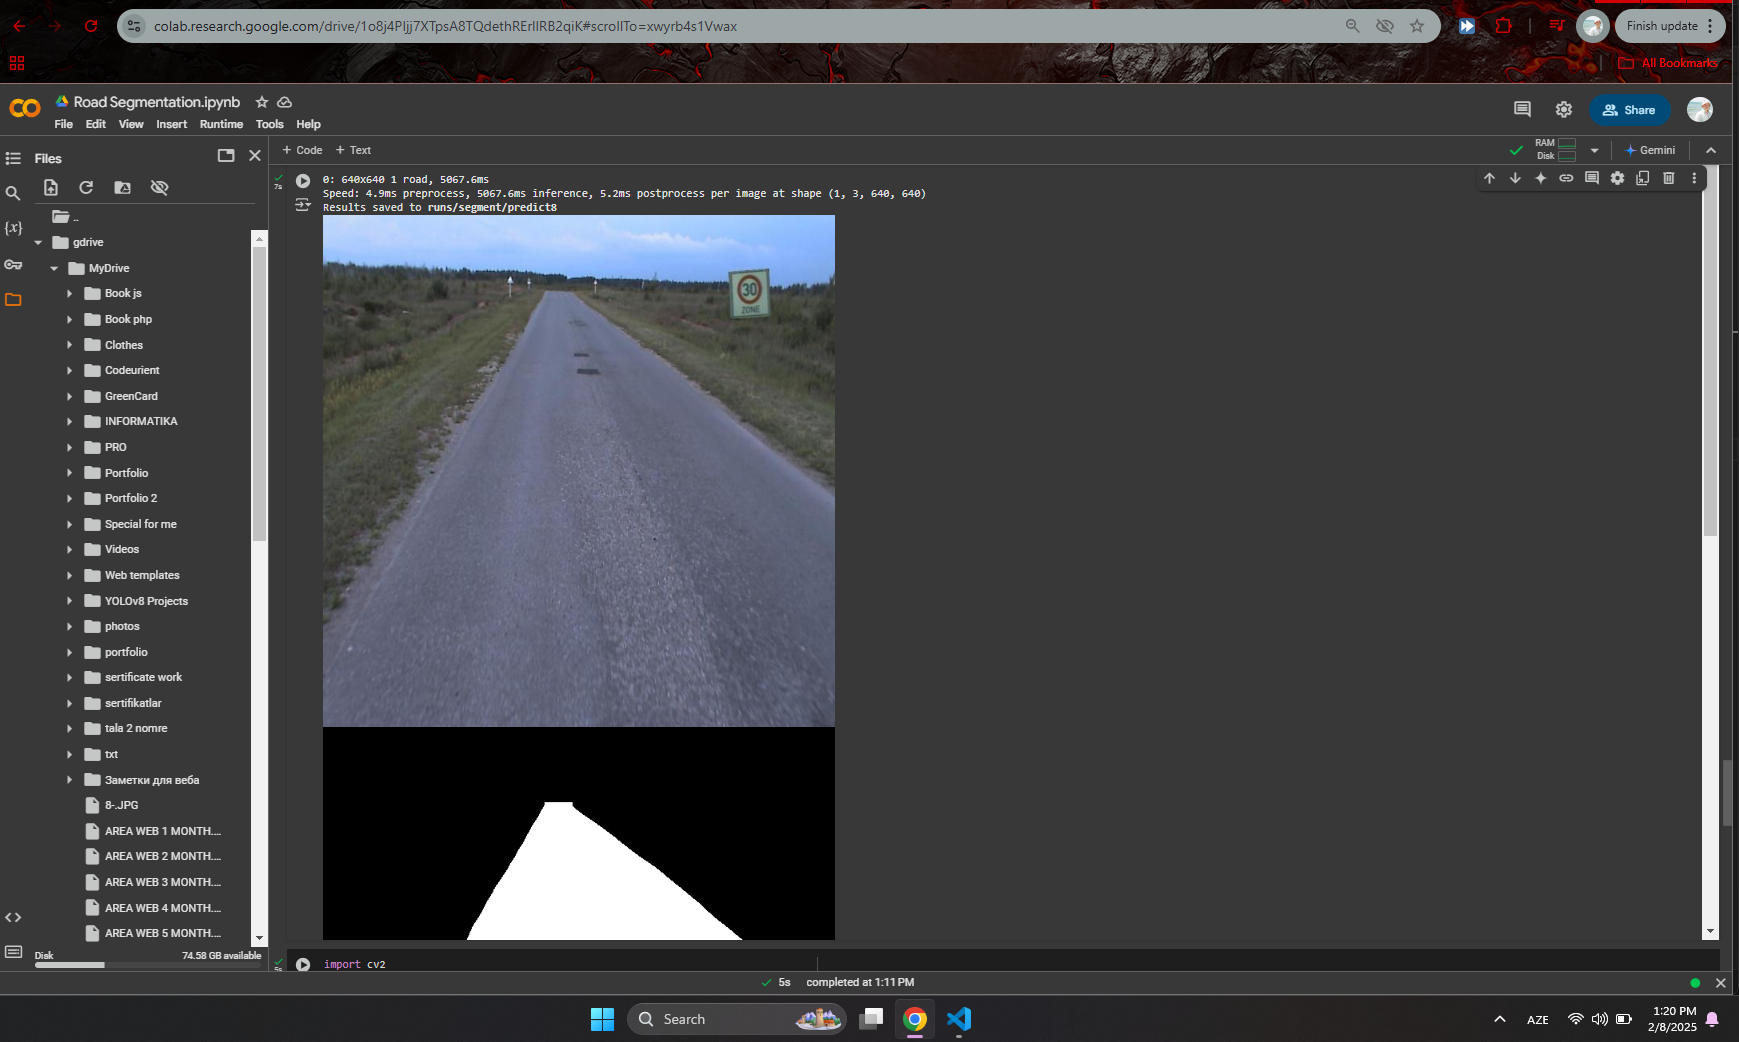 colab.research.google.com/drive/1o8j4PIjj7XTpsA8TQdethRErlIRB2qiK#scrollTo=xwyrb4s1Vwax
Finish update
All Bookmarks
Road Segmentation.ipynb
File Edit View Insert Runtime Tools Help
Share
Files
+ Code + Text
RAM
Disk
Gemini
..
gdrive
MyDrive
Book js
Book php
Clothes
Codeurient
GreenCard
INFORMATIKA
PRO
Portfolio
Portfolio 2
Special for me
Videos
Web templates
YOLOv8 Projects
photos
portfolio
sertificate work
sertifikatlar
tala 2 nomre
txt
Заметки для веба
8-.JPG
AREA WEB 1 MONTH....
AREA WEB 2 MONTH....
AREA WEB 3 MONTH....
AREA WEB 4 MONTH....
AREA WEB 5 MONTH....
Disk 74.58 GB available
7s
0: 640x640 1 road, 5067.6ms
Speed: 4.9ms preprocess, 5067.6ms inference, 5.2ms postprocess per image at shape (1, 3, 640, 640)
Results saved to runs/segment/predict8
30
ZONE
5s
import cv2
5s completed at 1:11 PM
Search
AZE
1:20 PM
2/8/2025